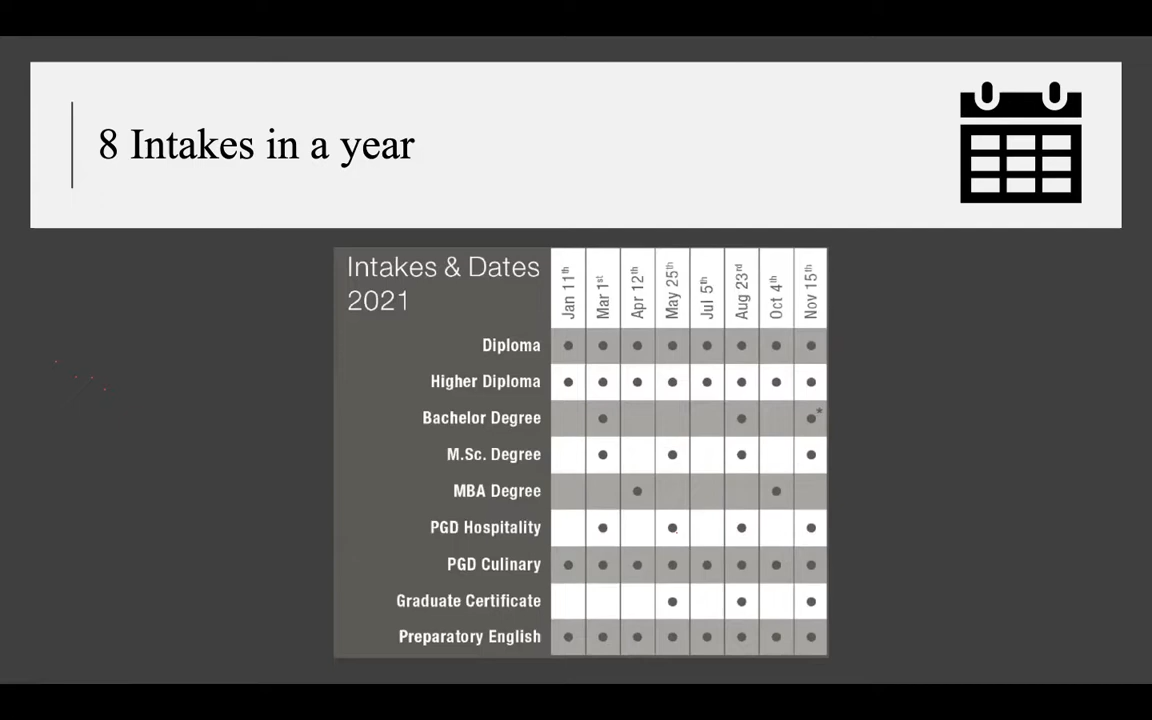 8 Intakes in a year
Intakes & Dates
2021
Jan 11th
Mar 1st
Apr 12th
May 25th
Jul 5th
Aug 23rd
Oct 4th
Nov 15th
Diploma
Higher Diploma
Bachelor Degree
*
M.Sc. Degree
MBA Degree
PGD Hospitality
PGD Culinary
Graduate Certificate
Preparatory English